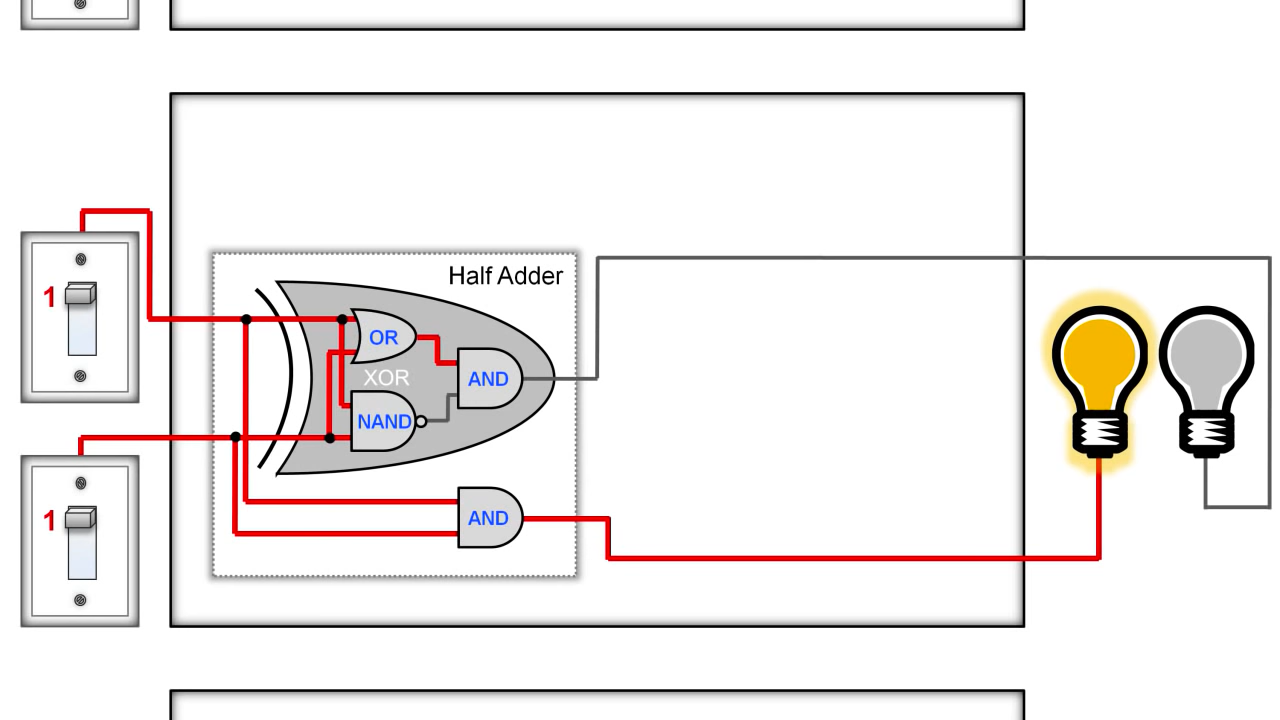 Half Adder
1
OR
XOR
AND
NAND
1
AND